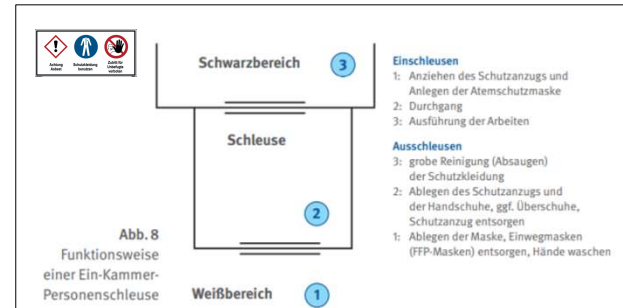 Achtung
Asbest
Schutzkleidung
benutzen
Zutritt für
Unbefugte
verboten
Schwarzbereich
3
Schleuse
2
Abb. 8
Funktionsweise
einer Ein-Kammer-
Personenschleuse
Weißbereich
1
Einschleusen
1: Anziehen des Schutzanzugs und
Anlegen der Atemschutzmaske
2: Durchgang
3: Ausführung der Arbeiten
Ausschleusen
3: grobe Reinigung (Absaugen)
der Schutzkleidung
2: Ablegen des Schutzanzugs und
der Handschuhe, ggf. Überschuhe,
Schutzanzug entsorgen
1: Ablegen der Maske, Einwegmasken
(FFP-Masken) entsorgen, Hände waschen